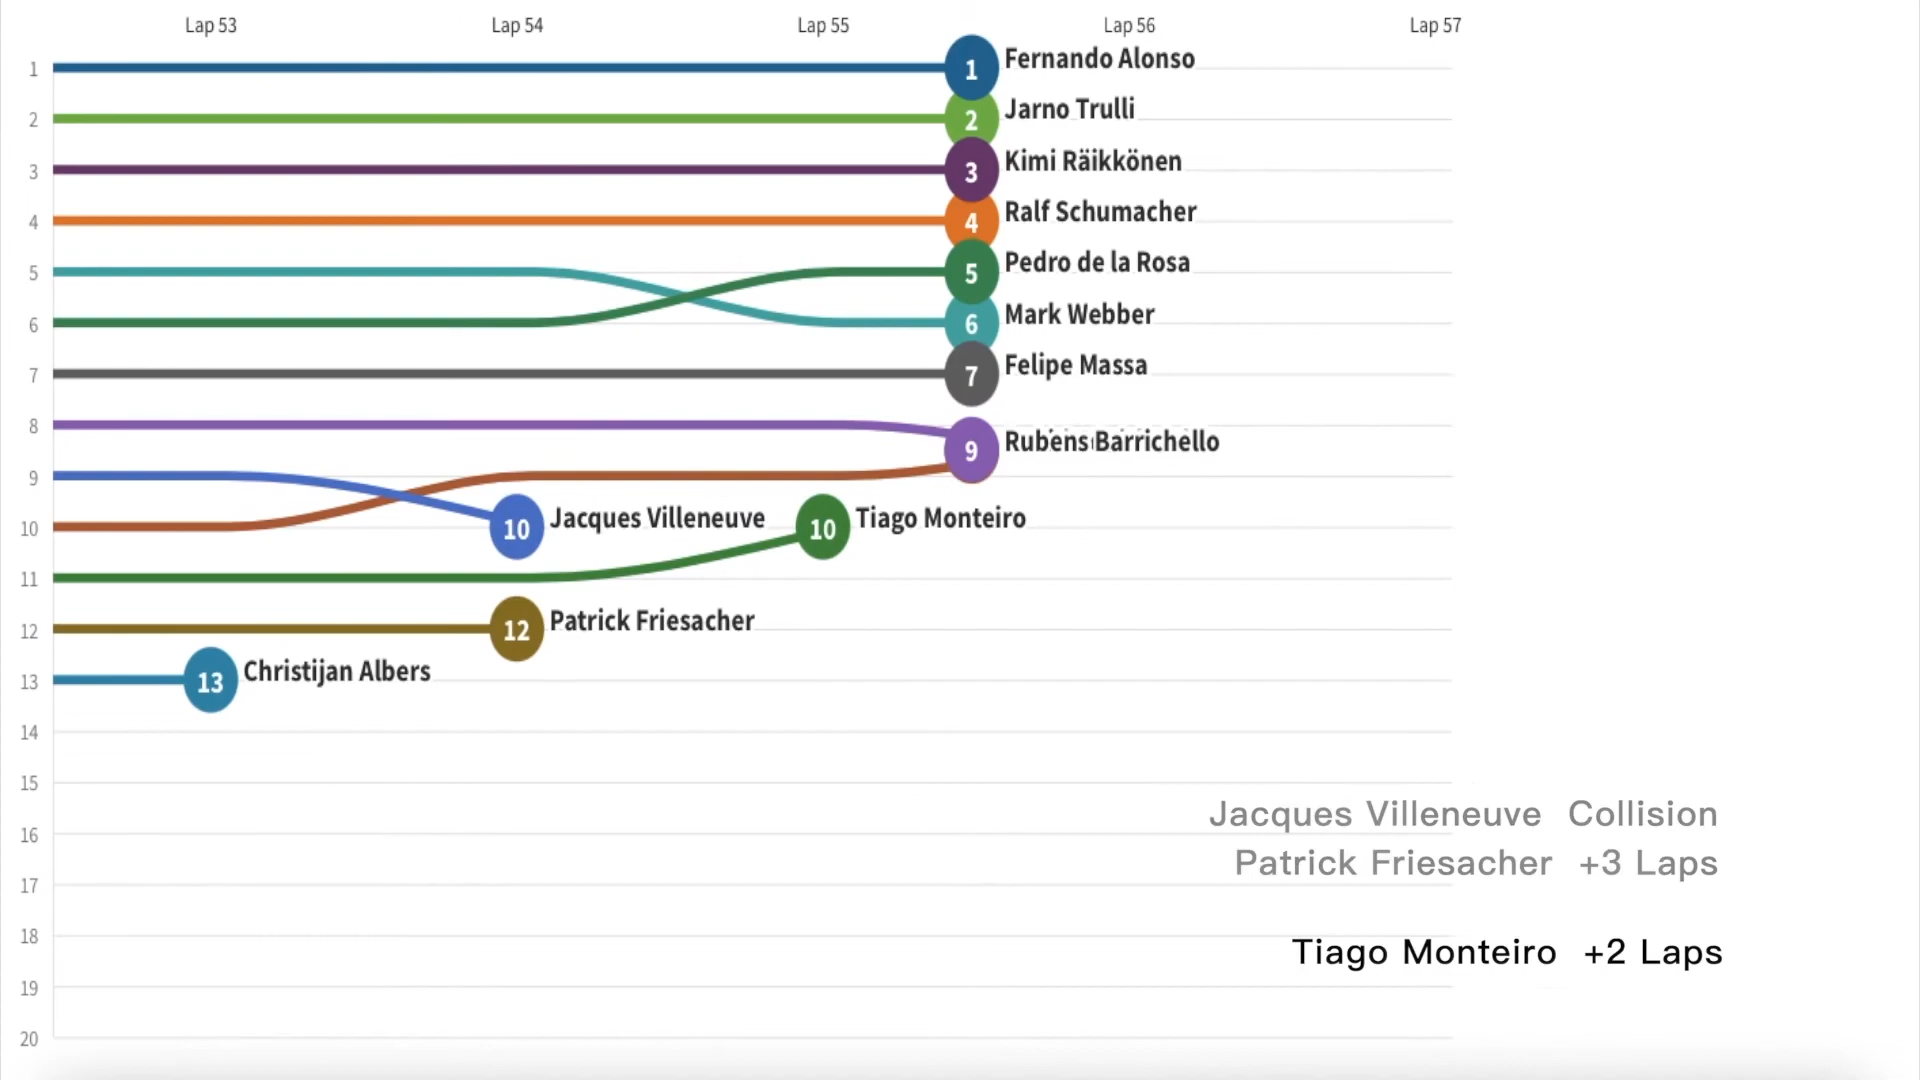 Lap 53 Lap 54 Lap 55 Lap 56 Lap 57
1 1 Fernando Alonso
2 2 Jarno Trulli
3 3 Kimi Räikkönen
4 4 Ralf Schumacher
5 5 Pedro de la Rosa
6 6 Mark Webber
7 7 Felipe Massa
8
9 Rubens Barrichello
9
10 10 Jacques Villeneuve 10 Tiago Monteiro
11
12 12 Patrick Friesacher
13 13 Christijan Albers
14
15
Jacques Villeneuve Collision
16
Patrick Friesacher +3 Laps
17
18
Tiago Monteiro +2 Laps
19
20